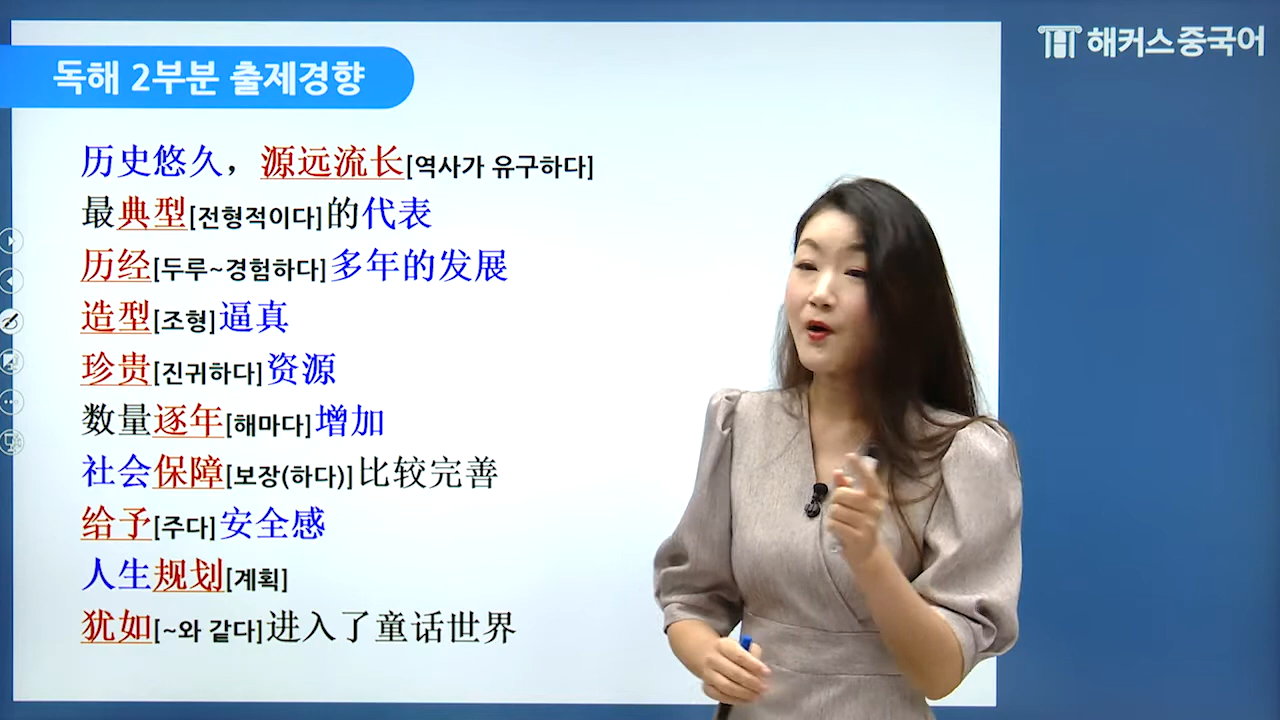 해커스중국어
독해 2부분 출제경향
历史悠久，源远流长[역사가 유구하다]
最典型[전형적이다]的代表
历经[두루~경험하다]多年的发展
造型[조형]逼真
珍贵[진귀하다]资源
数量逐年[해마다]增加
社会保障[보장(하다)]比较完善
给予[주다]安全感
人生规划[계획]
犹如[~와 같다]进入了童话世界